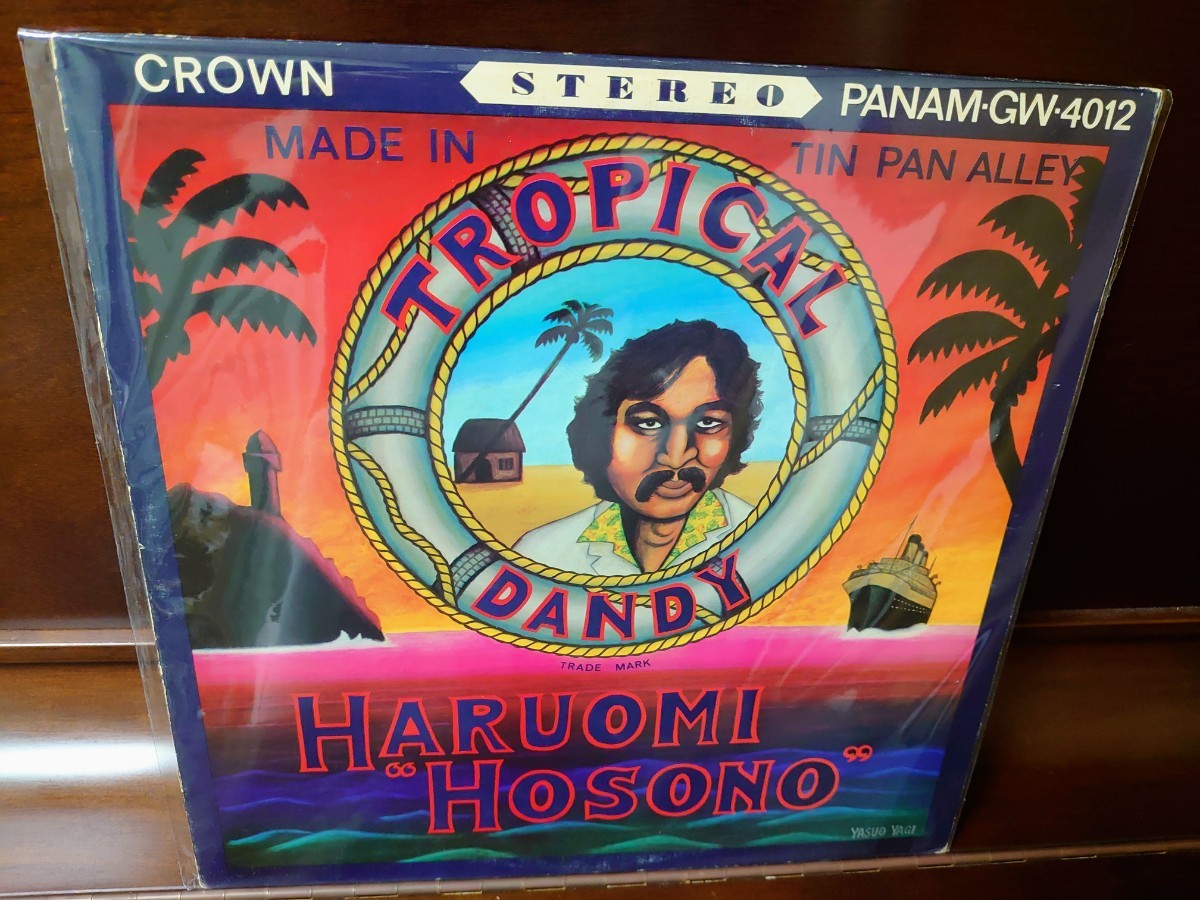 CROWN
STEREO
PANAM·GW·4012
MADE IN
TIN PAN ALLEY
TROPICAL
DANDY
TRADE MARK
HARUOMI
“HOSONO”
YASUO YAGI